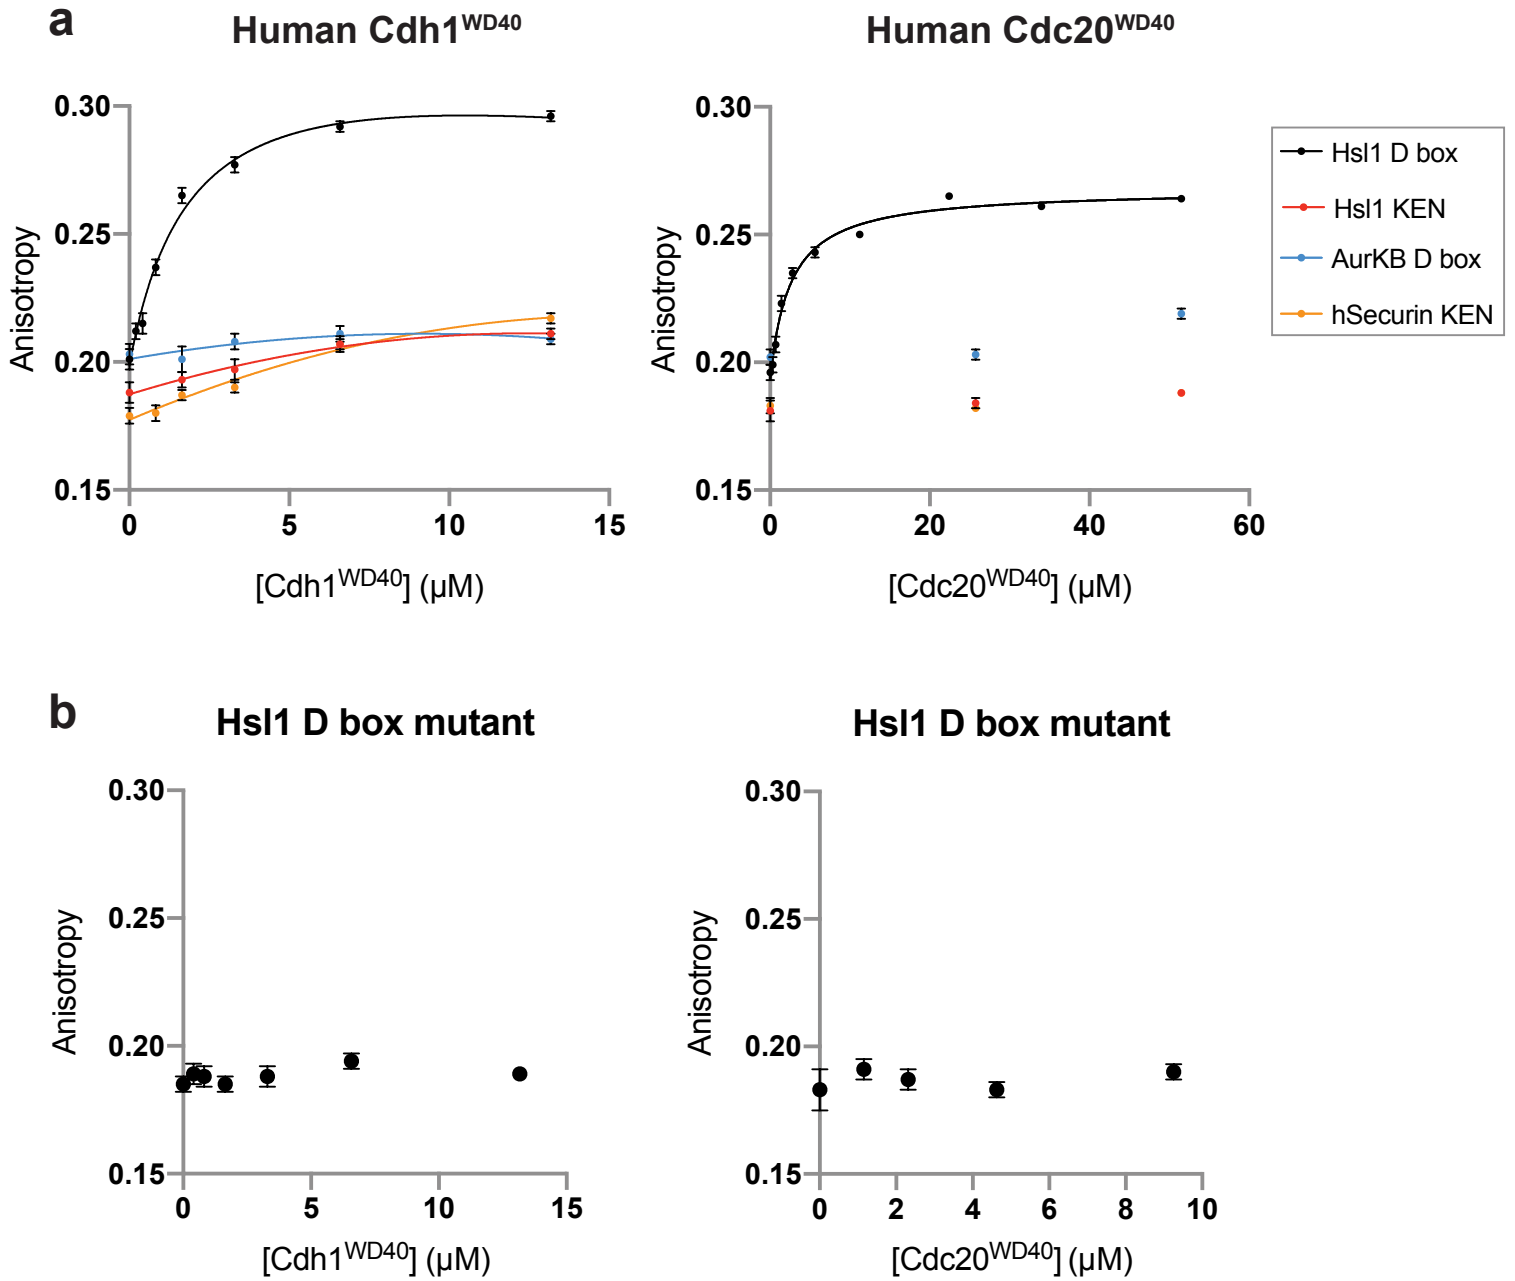 a
Human Cdh1WD40
Human Cdc20WD40
0.30
0.25
0.20
0.15
Anisotropy
0
5
10
15
[Cdh1WD40] (µM)
0.30
0.25
0.20
0.15
Anisotropy
0
20
40
60
[Cdc20WD40] (µM)
Hsl1 D box
Hsl1 KEN
AurKB D box
hSecurin KEN
b
Hsl1 D box mutant
Hsl1 D box mutant
0.30
0.25
0.20
0.15
Anisotropy
0
5
10
15
[Cdh1WD40] (µM)
0.30
0.25
0.20
0.15
Anisotropy
0
2
4
6
8
10
[Cdc20WD40] (µM)